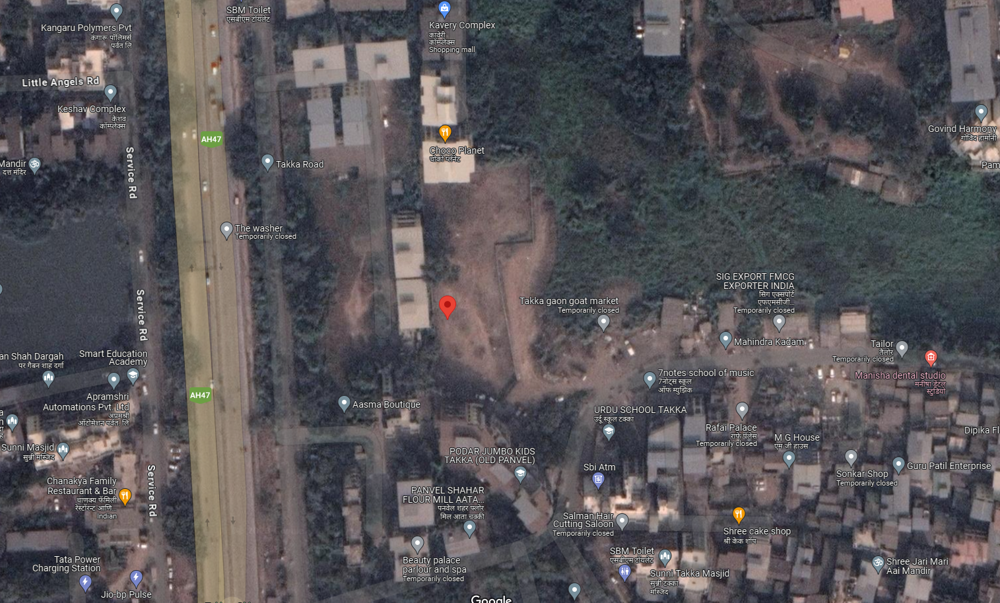 SBM Toilet
एसबीएम टॉयलेट
Kangaru Polymers Pvt
कंगारू पॉलिमर्स
पर्वत लि
Kavery Complex
कावेरी
कॉम्प्लेक्स
Shopping mall
Little Angels Rd
Keshav Complex
केशव
कॉम्प्लेक्स
Govind Harmony
गोविंद हार्मोनी
AH47
Choco Planet
चोको प्लॅनेट
Mandir
दत्त मंदिर
Service Rd
Takka Road
Pam
The washer
Temporarily closed
SIG EXPORT FMCG
EXPORTER INDIA
सिग एक्सपोर्ट
एफएमसीजी...
Temporarily closed
Takka gaon goat market
Temporarily closed
Service Rd
Mahindra Kadam
Tailor
तैलोर
Temporarily closed
an Shah Dargah
पर गैबन शाह दर्गा
Smart Education
Academy
Manisha dental studio
मनीषा डेंटल
स्टुडियो
7notes school of music
7नोट्स स्कूल
ऑफ म्युझिक
AH47
Apramshri
Automations Pvt. Ltd
अप्रमश्री
ऑटोमेशन पर्वत. लि
Aasma Boutique
URDU SCHOOL TAKKA
उर्दू स्कूल टक्का
Rafai Palace
राफे पॅलेस
Temporarily closed
Dipika Fl
M G House
एम जी हाउस
Sunni Masjid
सुन्नी मस्जिद
PODAR JUMBO KIDS
TAKKA (OLD PANVEL)
Sbi Atm
Guru Patil Enterprise
Sonkar Shop
Temporarily closed
Service Rd
Chanakya Family
Restaurant & Bar
चाणक्य फॅमिली
रेस्टॉरन्ट आणि...
Indian
PANVEL SHAHAR
FLOUR MILL AATA...
पनवेल शहर फ्लोर
मिल आता चक्की
Salman Hair
Cutting Saloon
Temporarily closed
Shree cake shop
श्री केक शॉप
SBM Toilet
एसबीएम टॉयलेट
Tata Power
Charging Station
Beauty palace
parlour and spa
Temporarily closed
Sunni Takka Masjid
सुन्नी टक्का
मस्जिद
Shree Jari Mari
Aai Mandir
Jio-bp Pulse
Google